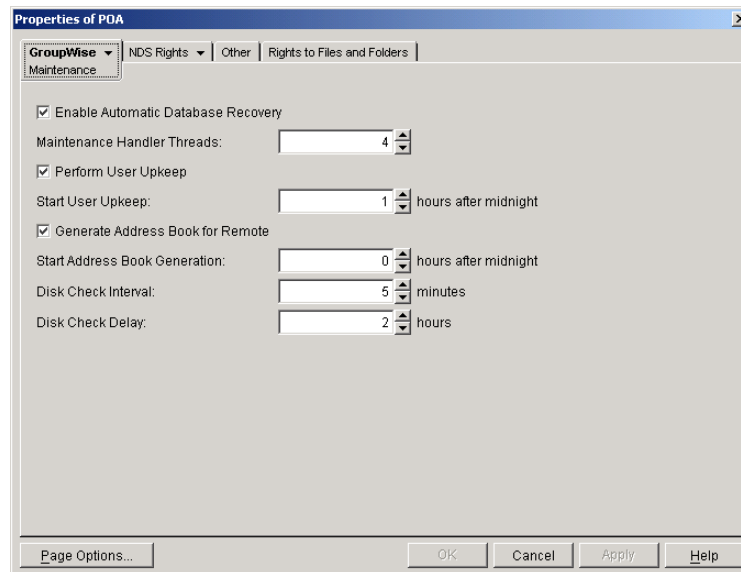 Properties of POA
GroupWise NDS Rights Other Rights to Files and Folders
Maintenance
Enable Automatic Database Recovery
Maintenance Handler Threads: 4
Perform User Upkeep
Start User Upkeep: 1 hours after midnight
Generate Address Book for Remote
Start Address Book Generation: 0 hours after midnight
Disk Check Interval: 5 minutes
Disk Check Delay: 2 hours
Page Options... OK Cancel Apply Help